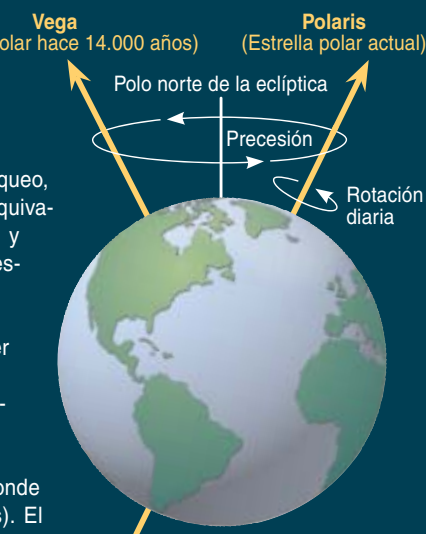 Vega
olar hace 14.000 años)
Polaris
(Estrella polar actual)
Polo norte de la eclíptica
Precesión
Rotación
diaria
queo,
quiva-
y
es-
er
-
onde
s). El